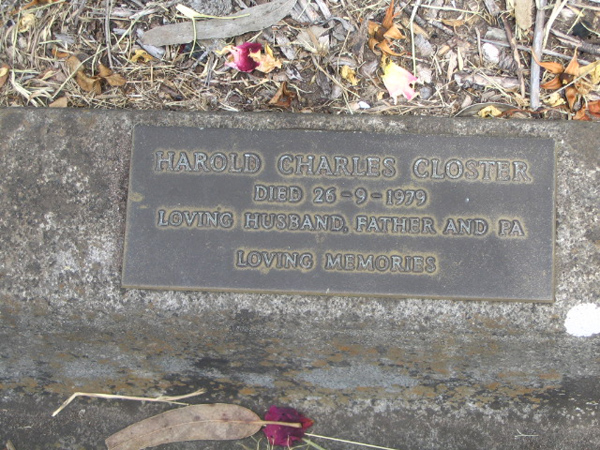 HAROLD CHARLES CLOSTER
DIED 26-9-1979
LOVING HUSBAND, FATHER AND PA
LOVING MEMORIES